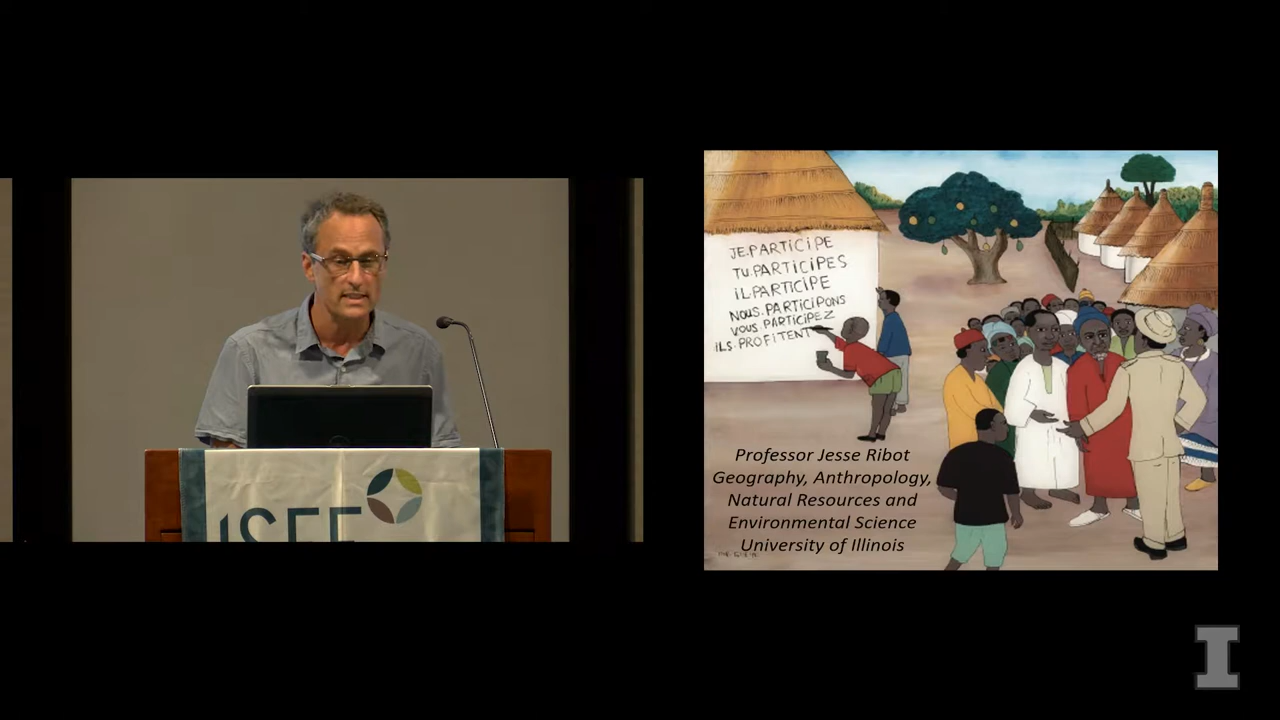 iSEE
JE.PARTICIPE
TU.PARTICIPES
IL.PARTICIPE
NOUS.PARTICIPONS
VOUS.PARTICIPEZ
ILS.PROFITENT
Professor Jesse Ribot
Geography, Anthropology,
Natural Resources and
Environmental Science
University of Illinois
I